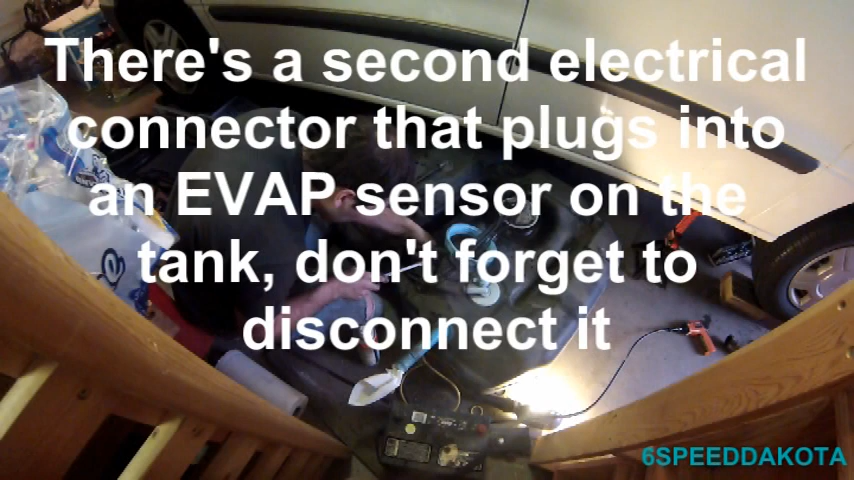 There's a second electrical
connector that plugs into
an EVAP sensor on the
tank, don't forget to
disconnect it
6SPEEDDAKOTA